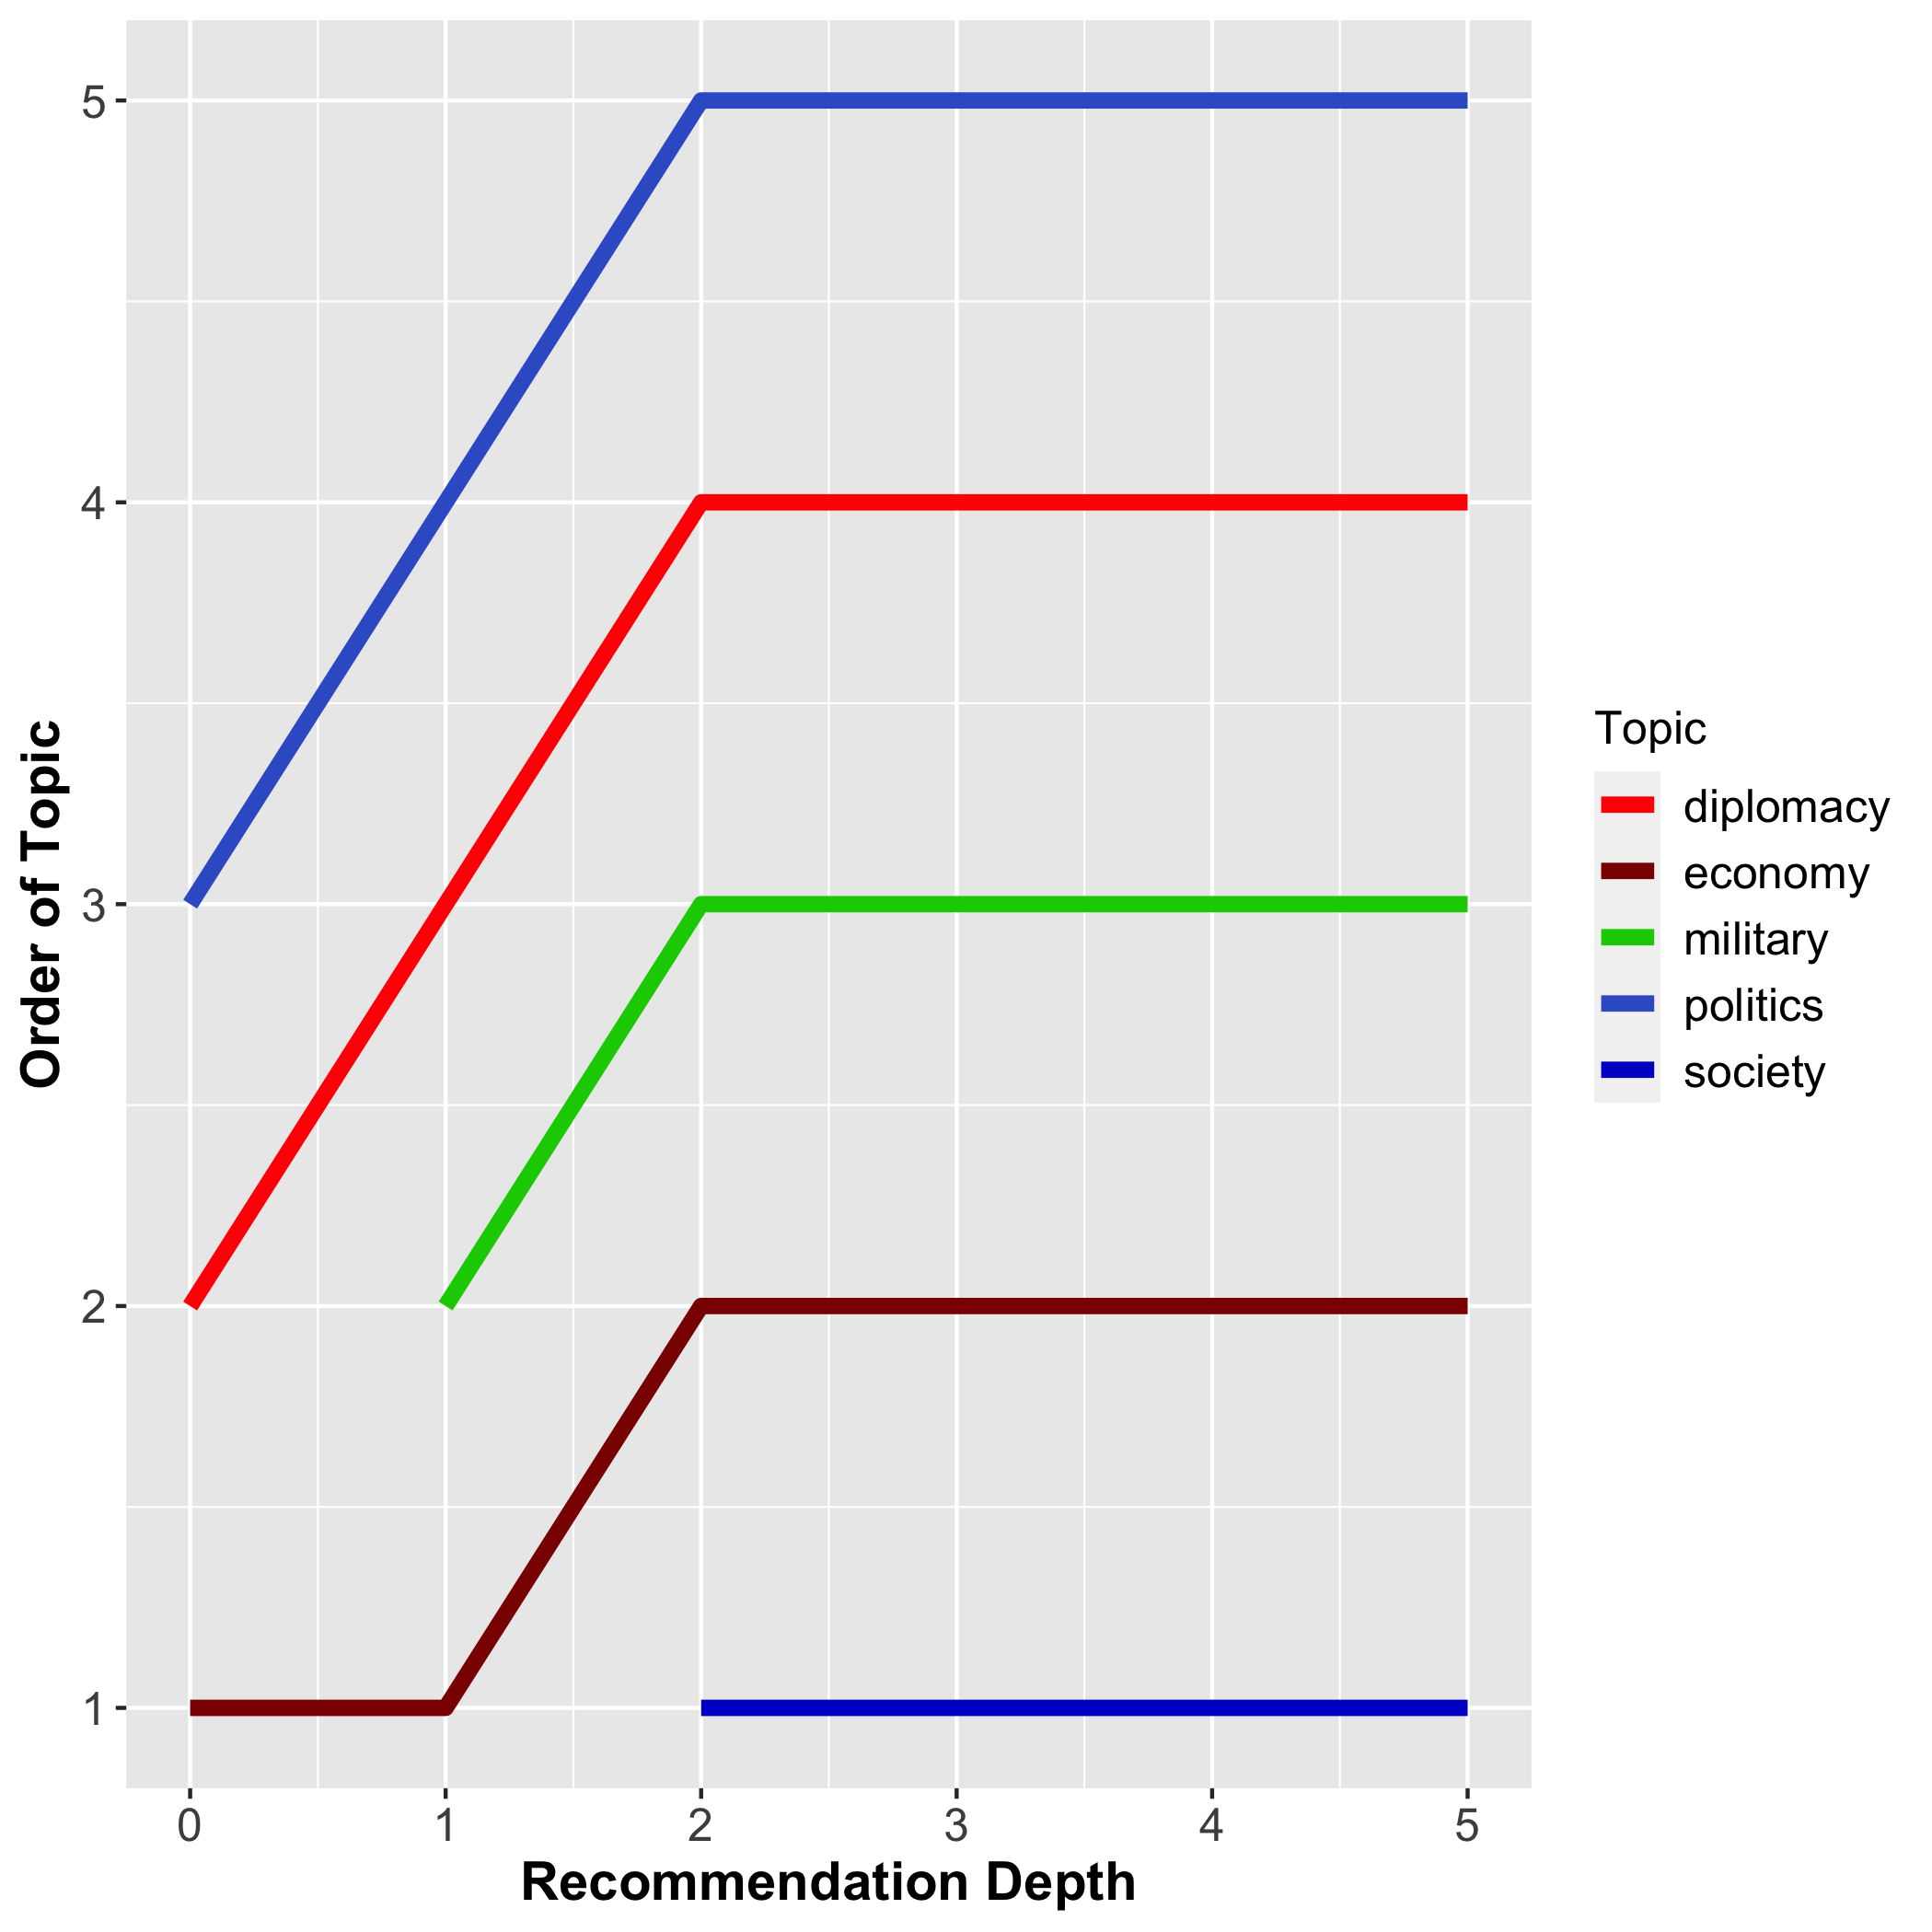 5
4
3
2
1
Order of Topic
0 1 2 3 4 5
Recommendation Depth
Topic
diplomacy
economy
military
politics
society